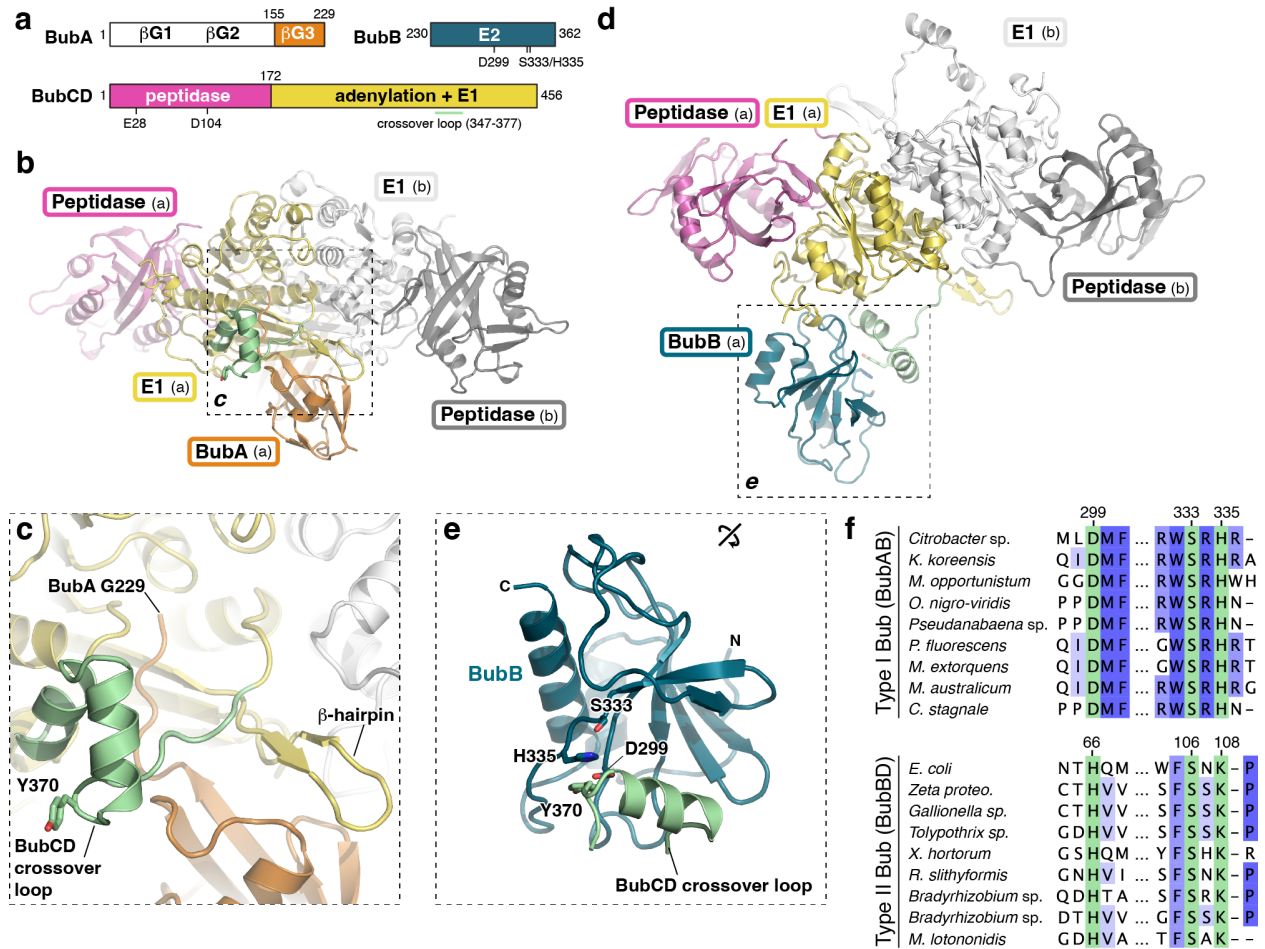 a
BubA 1 βG1 βG2 155 βG3 229
BubB 230 E2 362
D299 S333/H335
BubCD 1 peptidase 172 adenylation + E1 456
E28 D104 crossover loop (347-377)
b
Peptidase (a)
E1 (b)
E1 (a)
c
BubA (a)
Peptidase (b)
d
E1 (b)
Peptidase (a) E1 (a)
Peptidase (b)
BubB (a)
e
c
BubA G229
β-hairpin
Y370
BubCD
crossover
loop
e
C
N
BubB
S333
D299
H335
Y370
BubCD crossover loop
f
Type I Bub (BubAB)
299 333 335
Citrobacter sp. M L D M F ... R W S R H R -
K. koreensis Q I D M F ... R W S R H R A
M. opportunistum G G D M F ... R W S R H W H
O. nigro-viridis P P D M F ... R W S R H N -
Pseudanabaena sp. P P D M F ... R W S R H N -
P. fluorescens Q I D M F ... G W S R H R T
M. extorquens Q I D M F ... R W S R H R T
M. australicum Q I D M F ... R W S R H R G
C. stagnale P P D M F ... R W S R H N -
Type II Bub (BubBD)
66 106 108
E. coli N T H Q M ... W F S N K - P
Zeta proteo. C T H V V ... S F S S K - P
Gallionella sp. C T H V V ... S F S S K - P
Tolypothrix sp. G D H V V ... S F S S K - P
X. hortorum G S H Q M ... Y F S H K - R
R. slithyformis G N H V I ... S F S N K - P
Bradyrhizobium sp. Q D H T A ... S F S R K - P
Bradyrhizobium sp. D T H V V ... G F S S K - P
M. lotononidis G D H V A ... T F S A K - -